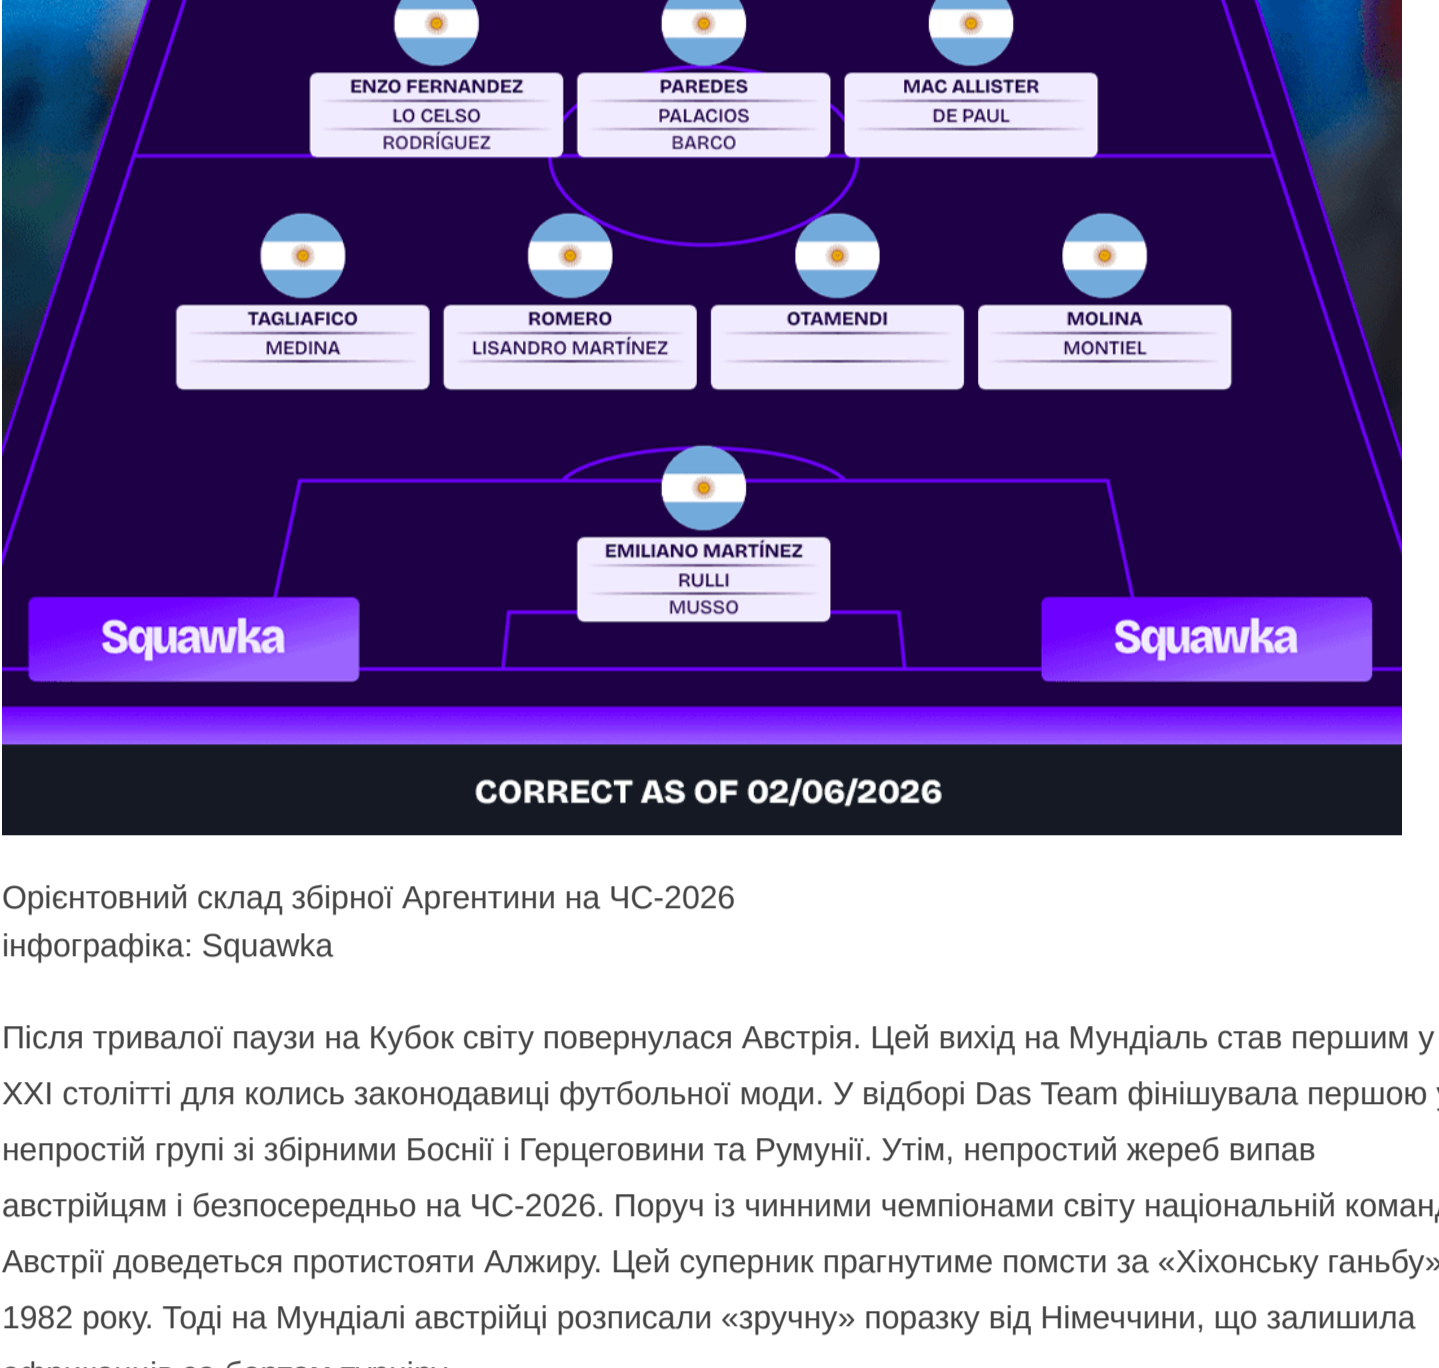 ENZO FERNANDEZ
LO CELSO
RODRÍGUEZ
PAREDES
PALACIOS
BARCO
MAC ALLISTER
DE PAUL
TAGLIAFICO
MEDINA
ROMERO
LISANDRO MARTÍNEZ
OTAMENDI
MOLINA
MONTIEL
EMILIANO MARTÍNEZ
RULLI
MUSSO
Squawka
Squawka
CORRECT AS OF 02/06/2026
Орієнтовний склад збірної Аргентини на ЧС-2026
інфографіка: Squawka
Після тривалої паузи на Кубок світу повернулася Австрія. Цей вихід на Мундіаль став першим у
XXI столітті для колись законодавиці футбольної моди. У відборі Das Team фінішувала першою у
непростій групі зі збірними Боснії і Герцеговини та Румунії. Утім, непростий жереб випав
австрійцям і безпосередньо на ЧС-2026. Поруч із чинними чемпіонами світу національній
Австрії доведеться протистояти Алжиру. Цей суперник прагнутиме помсти за «Хіхонську ганьбу»
1982 року. Тоді на Мундіалі австрійці розписали «зручну» поразку від Німеччини, що залишила